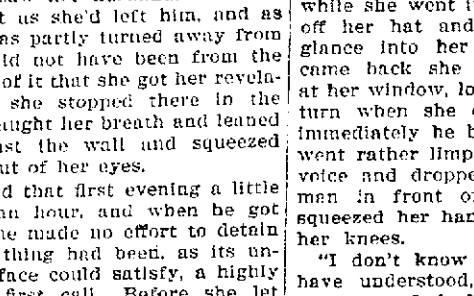 t us she'd left him, and as
as partly turned away from
ld not have been from the
of it that she got her revela-
she stopped there in the
aught her breath and leaned
st the wall and squeezed
ut of her eyes.
d that first evening a little
an hour, and when he got
e made no effort to detain
thing had been, as its un-
face could satisfy, a highly
first call. Before she let
while she went i
off her hat and
glance into her
came back she
at her window, lo
turn when she
immediately he b
went rather limp
voice and droppe
man in front o
squeezed her han
her knees.
"I don't know
have understood,